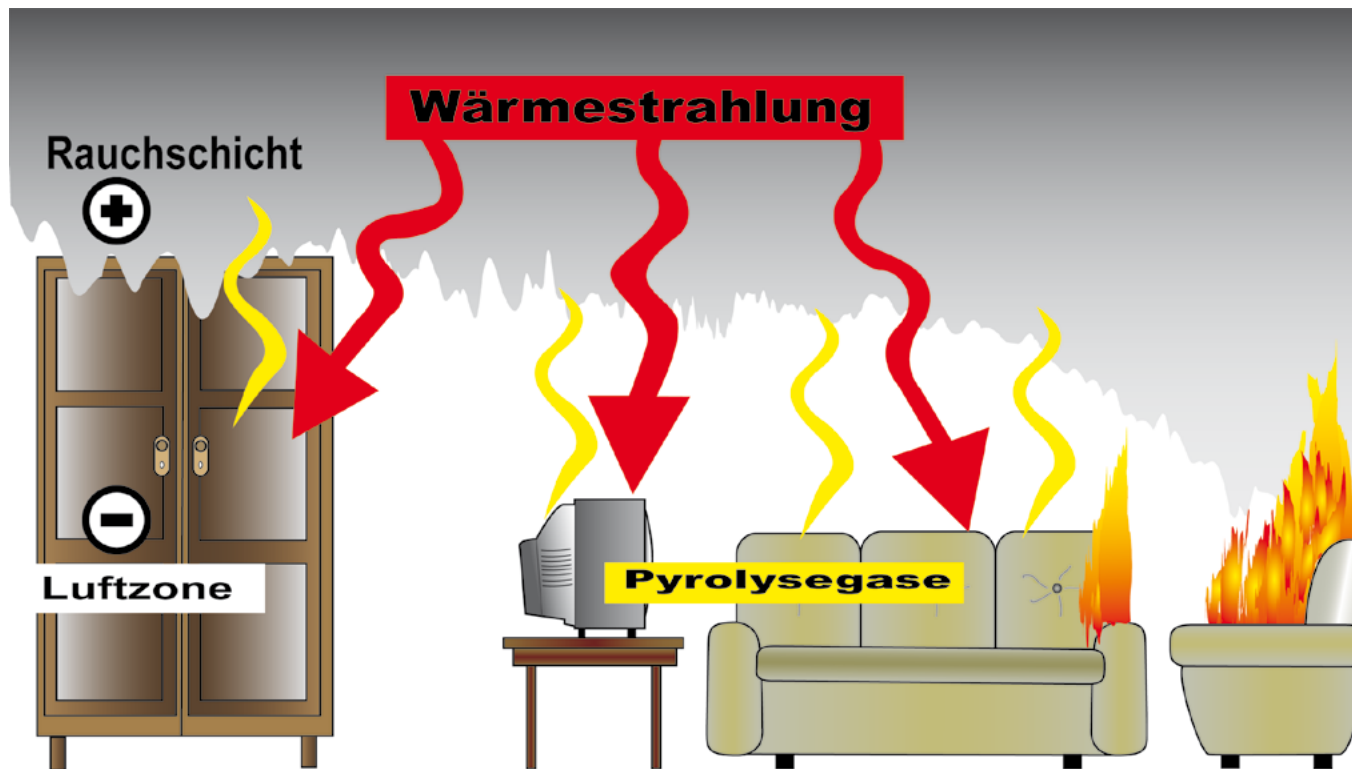 Wärmestrahlung
Rauchschicht
+
-
Luftzone
Pyrolysegase